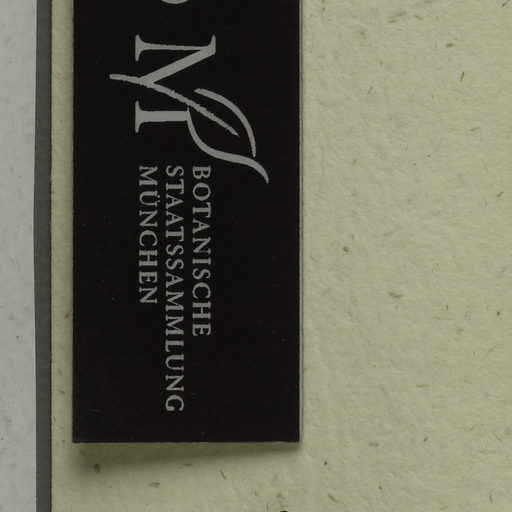 M
BOTANISCHE
STAATSSAMMLUNG
MÜNCHEN